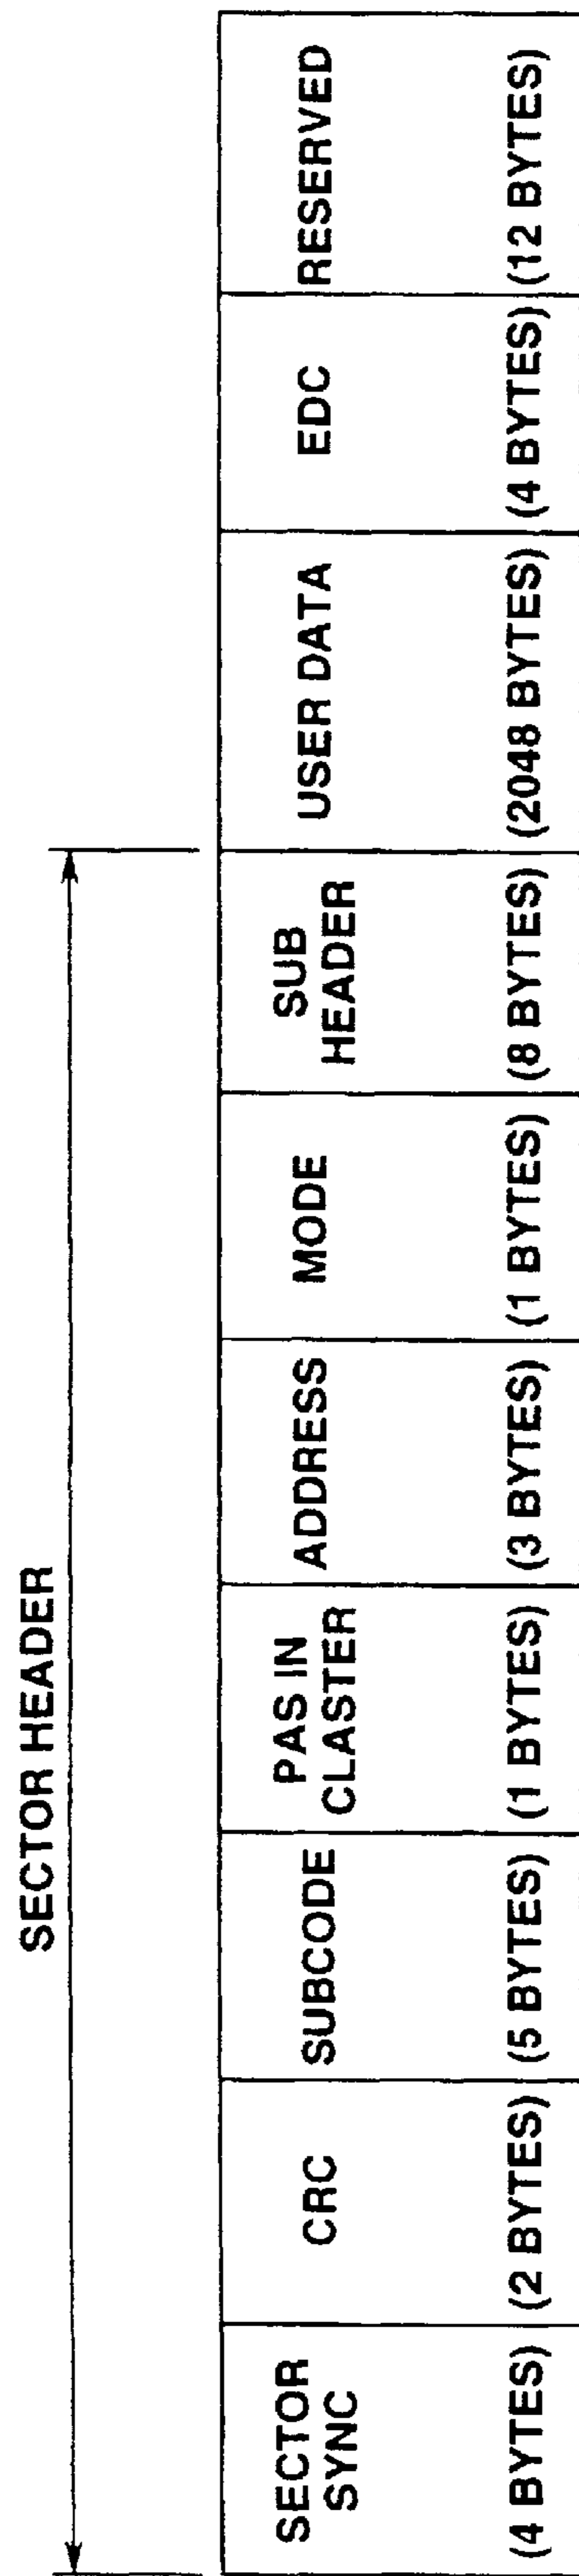 SECTOR HEADER
SECTOR
SYNC
(4 BYTES)
CRC
(2 BYTES)
SUBCODE
(5 BYTES)
PAS IN
CLASTER
(1 BYTES)
ADDRESS
(3 BYTES)
MODE
(1 BYTES)
SUB
HEADER
(8 BYTES)
USER DATA
(2048 BYTES)
EDC
(4 BYTES)
RESERVED
(12 BYTES)